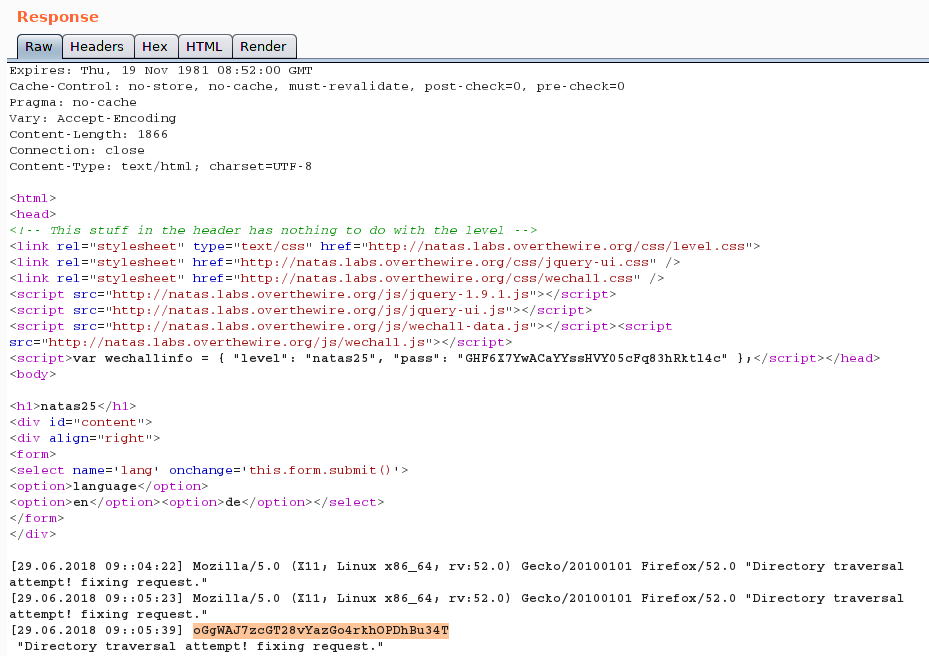 Response
Raw Headers Hex HTML Render
Expires: Thu, 19 Nov 1981 08:52:00 GMT
Cache-Control: no-store, no-cache, must-revalidate, post-check=0, pre-check=0
Pragma: no-cache
Vary: Accept-Encoding
Content-Length: 1866
Connection: close
Content-Type: text/html; charset=UTF-8

<html>
<head>
<!-- This stuff in the header has nothing to do with the level -->
<link rel="stylesheet" type="text/css" href="http://natas.labs.overthewire.org/css/level.css">
<link rel="stylesheet" href="http://natas.labs.overthewire.org/css/jquery-ui.css" />
<link rel="stylesheet" href="http://natas.labs.overthewire.org/css/wechall.css" />
<script src="http://natas.labs.overthewire.org/js/jquery-1.9.1.js"></script>
<script src="http://natas.labs.overthewire.org/js/jquery-ui.js"></script>
<script src="http://natas.labs.overthewire.org/js/wechall-data.js"></script><script
src="http://natas.labs.overthewire.org/js/wechall.js"></script>
<script>var wechallinfo = { "level": "natas25", "pass": "GHF6X7YwACaYYssHVY05cFq83hRktl4c" };</script></head>
<body>

<h1>natas25</h1>
<div id="content">
<div align="right">
<form>
<select name='lang' onchange='this.form.submit()'>
<option>language</option>
<option>en</option><option>de</option></select>
</form>
</div>

[29.06.2018 09::04:22] Mozilla/5.0 (X11; Linux x86_64; rv:52.0) Gecko/20100101 Firefox/52.0 "Directory traversal
attempt! fixing request."
[29.06.2018 09::05:23] Mozilla/5.0 (X11; Linux x86_64; rv:52.0) Gecko/20100101 Firefox/52.0 "Directory traversal
attempt! fixing request."
[29.06.2018 09::05:39] oGgWAJ7zcGT28vYazGo4rkhOPDhBu34T
"Directory traversal attempt! fixing request."